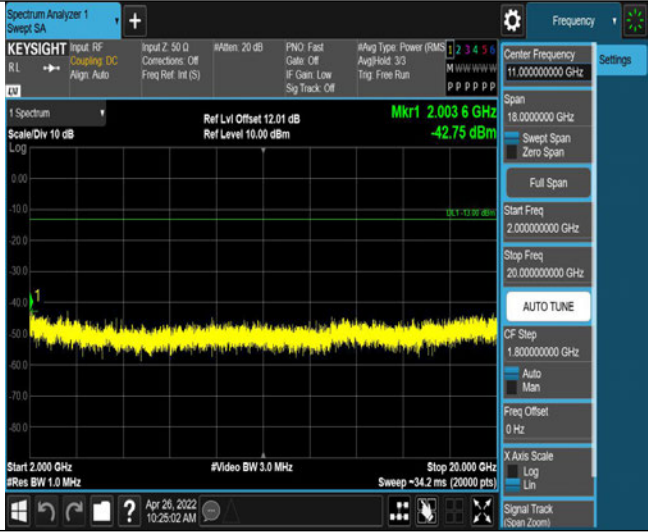 Spectrum Analyzer 1
Swept SA
+
Frequency
KEYSIGHT
RL
Input: RF
Coupling: DC
Align: Auto
Input Z: 50 Ω
Corrections: Off
Freq Ref: Int (S)
#Atten: 20 dB
PNO: Fast
Gate: Off
IF Gain: Low
Sig Track: Off
#Avg Type: Power (RMS
Avg|Hold: 3/3
Trig: Free Run
1 2 3 4 5 6
M W W W W W
P P P P P P
LV
1 Spectrum
Scale/Div 10 dB
Log
Ref Lvl Offset 12.01 dB
Ref Level 10.00 dBm
Mkr1 2.003 6 GHz
-42.75 dBm
0.00
-10.0
DL1 -13.00 dBm
-20.0
-30.0
-40.0
1
-50.0
-60.0
-70.0
-80.0
Start 2.000 GHz
#Res BW 1.0 MHz
#Video BW 3.0 MHz
Stop 20.000 GHz
Sweep ~34.2 ms (20000 pts)
?
Apr 26, 2022
10:25:02 AM
Center Frequency
11.000000000 GHz
Settings
Span
18.0000000 GHz
Swept Span
Zero Span
Full Span
Start Freq
2.000000000 GHz
Stop Freq
20.000000000 GHz
AUTO TUNE
CF Step
1.800000000 GHz
Auto
Man
Freq Offset
0 Hz
X Axis Scale
Log
Lin
Signal Track
(Span Zoom)